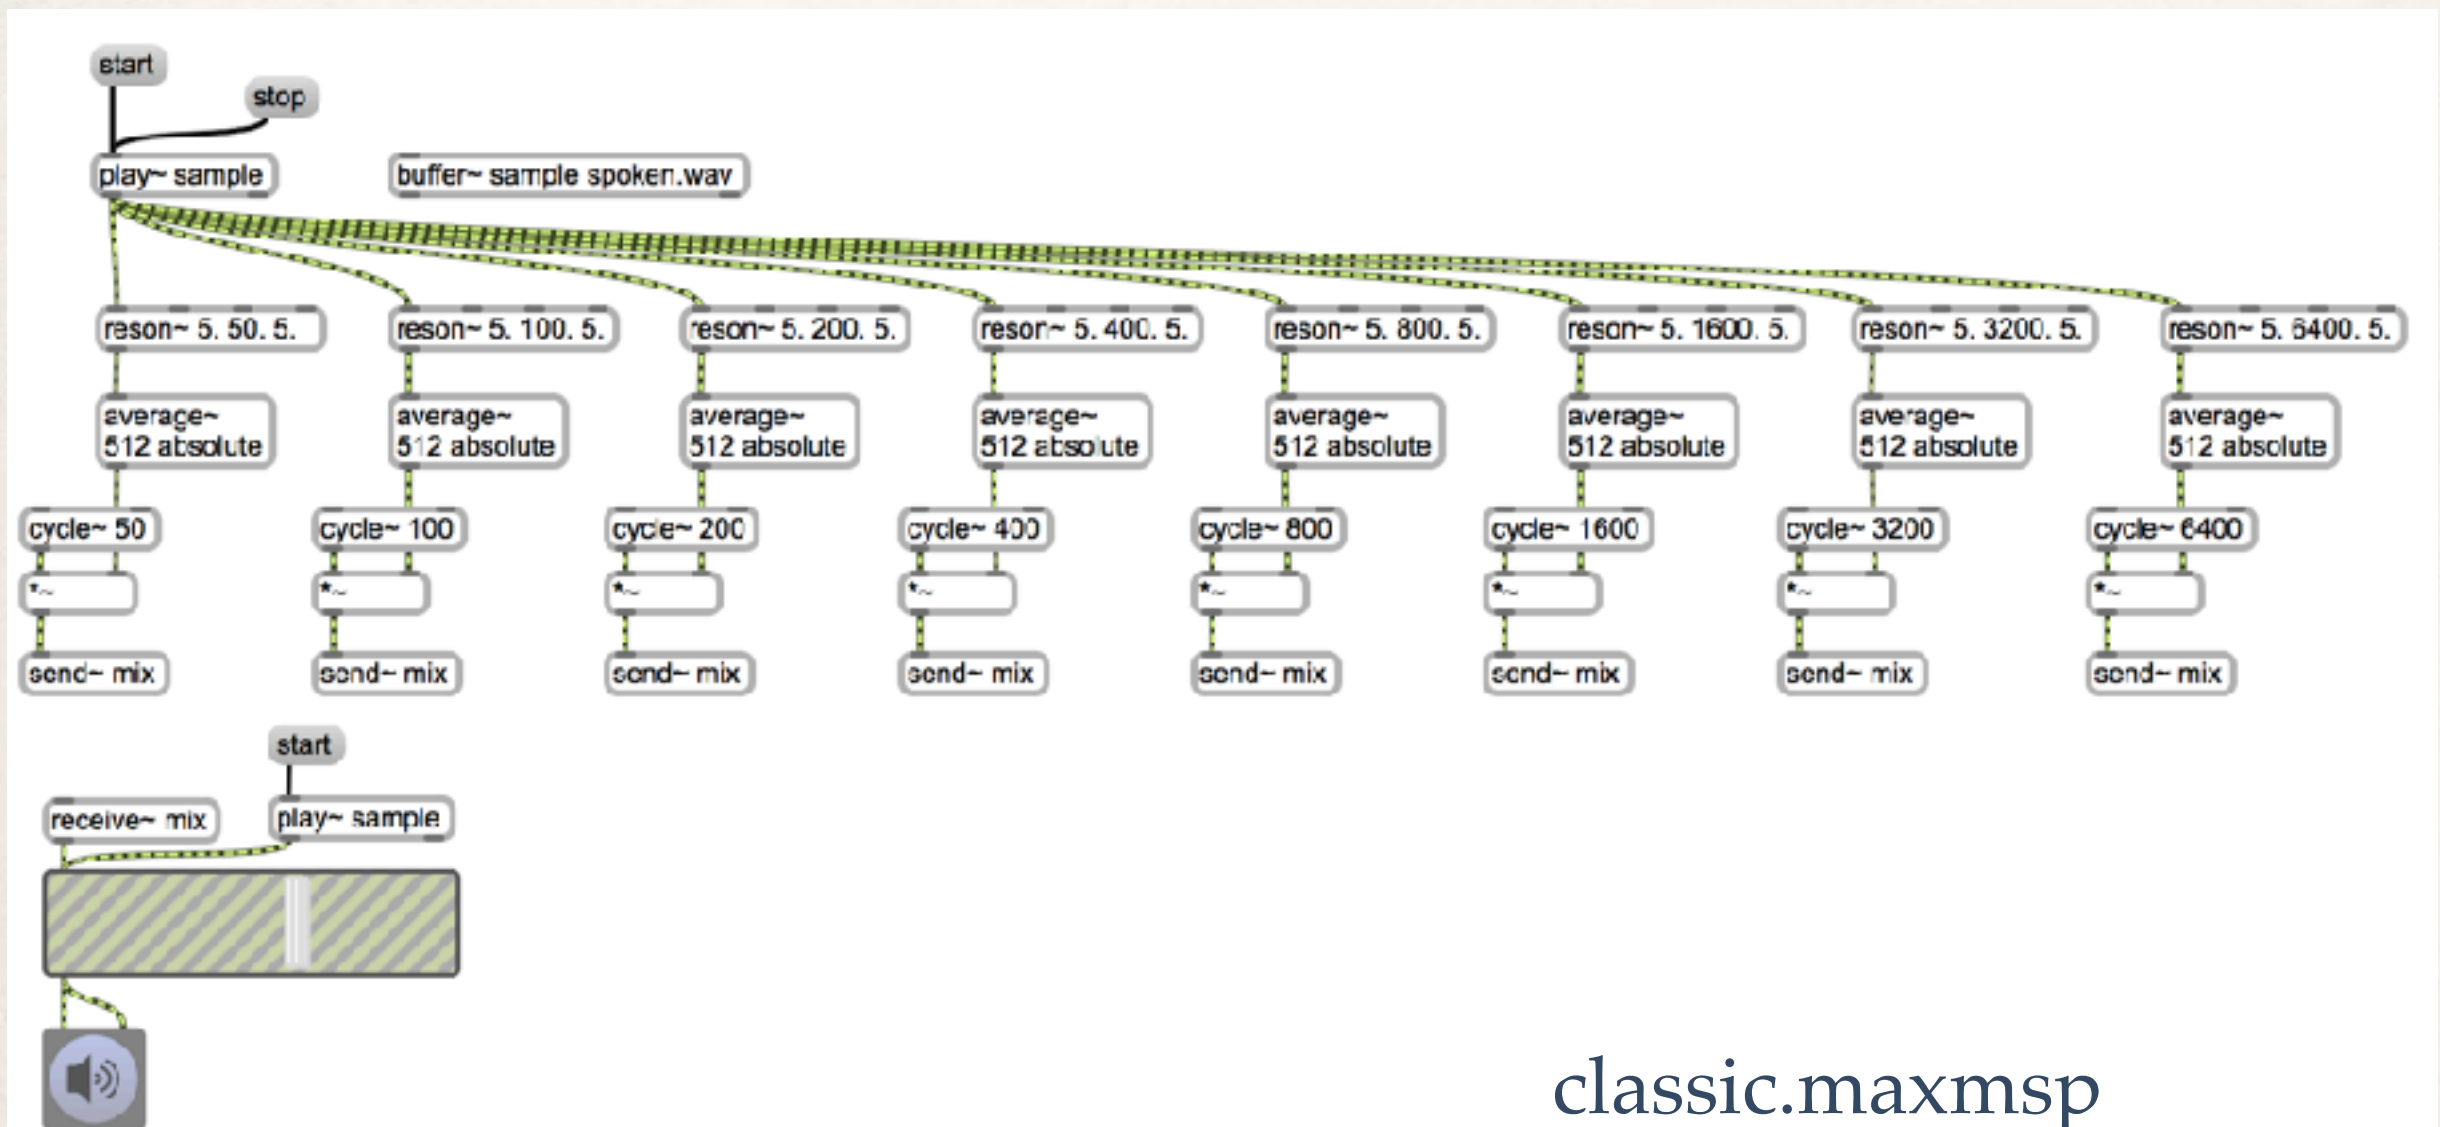 start
stop
play~ sample
buffer~ sample spoken.wav
reson~ 5. 50. 5.
reson~ 5. 100. 5.
reson~ 5. 200. 5.
reson~ 5. 400. 5.
reson~ 5. 800. 5.
reson~ 5. 1600. 5.
reson~ 5. 3200. 5.
reson~ 5. 6400. 5.
average~
512 absolute
average~
512 absolute
average~
512 absolute
average~
512 absolute
average~
512 absolute
average~
512 absolute
average~
512 absolute
average~
512 absolute
cycle~ 50
cycle~ 100
cycle~ 200
cycle~ 400
cycle~ 800
cycle~ 1600
cycle~ 3200
cycle~ 6400
*~
*~
*~
*~
*~
*~
*~
*~
send~ mix
send~ mix
send~ mix
send~ mix
send~ mix
send~ mix
send~ mix
send~ mix
start
receive~ mix
play~ sample
classic.maxmsp